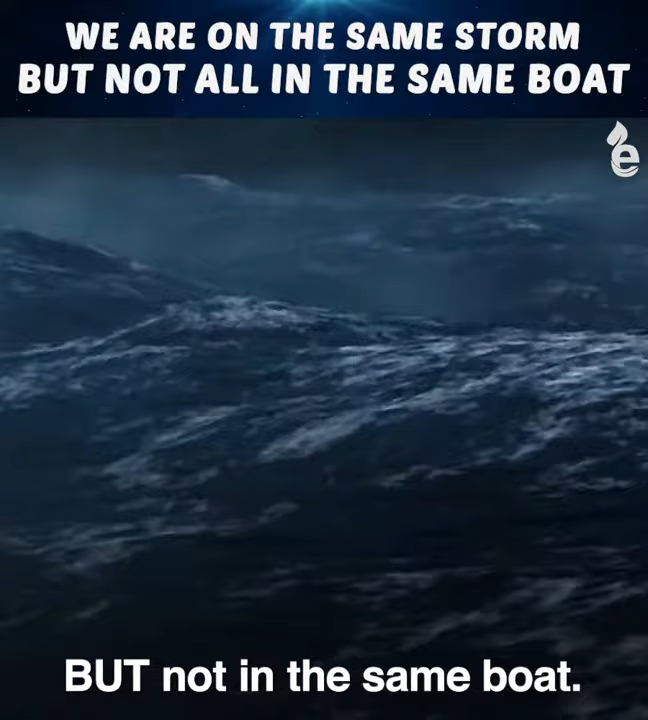 WE ARE ON THE SAME STORM
BUT NOT ALL IN THE SAME BOAT
e
BUT not in the same boat.